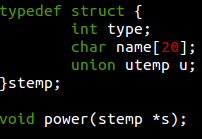 typedef struct {
        int type;
        char name[20];
        union utemp u;
}stemp;

void power(stemp *s);